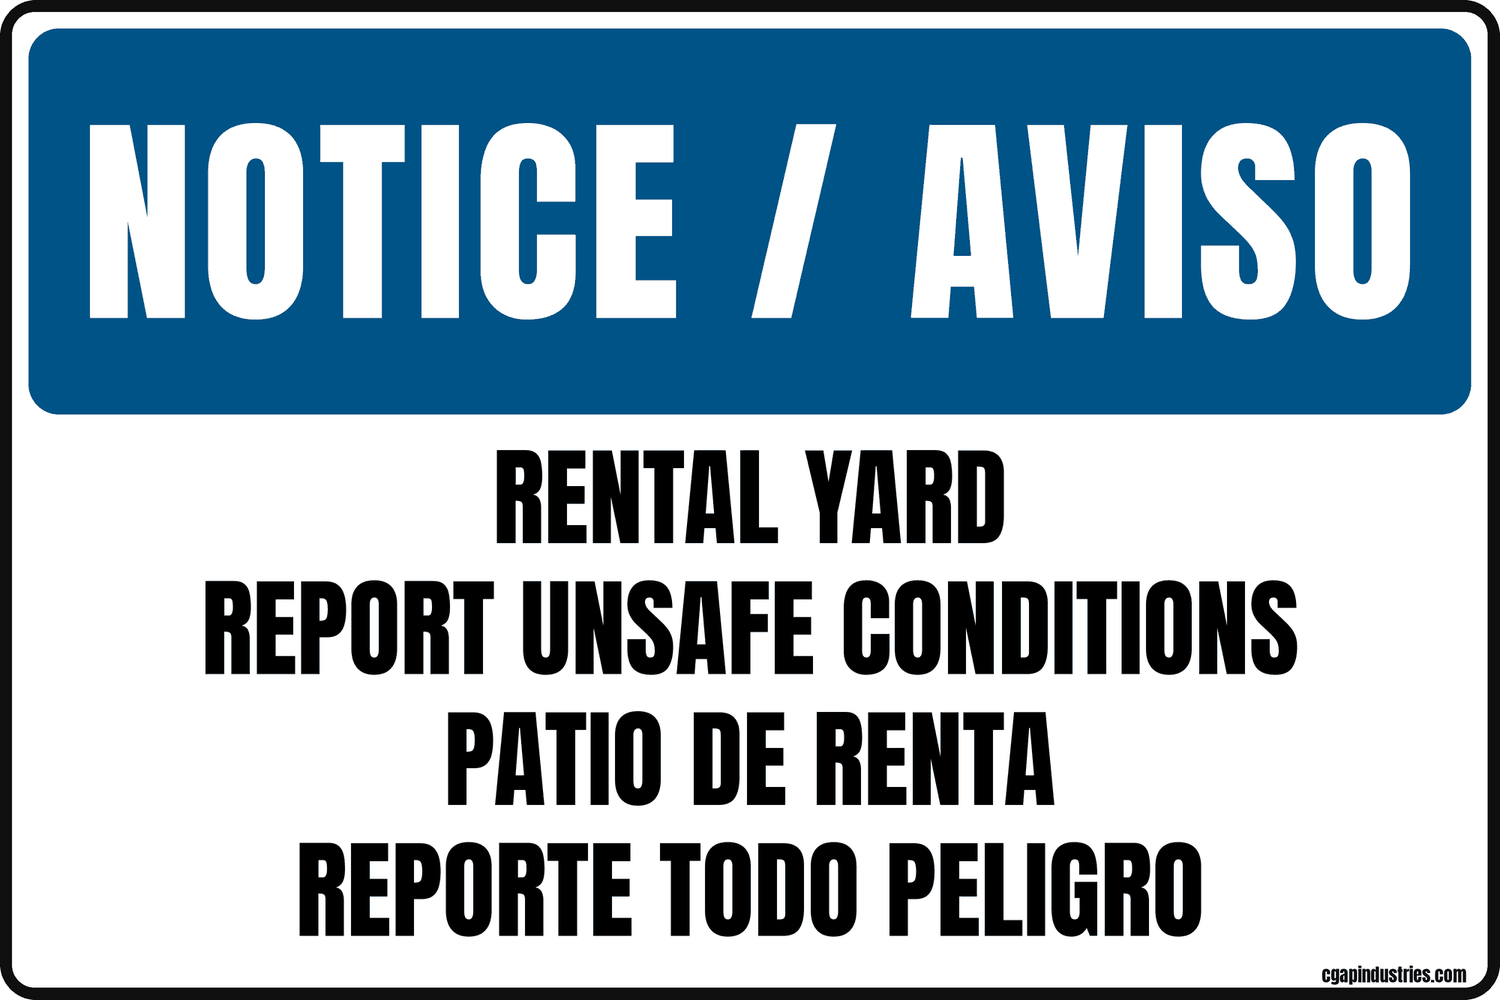 NOTICE / AVISO
RENTAL YARD
REPORT UNSAFE CONDITIONS
PATIO DE RENTA
REPORTE TODO PELIGRO
cgapindustries.com